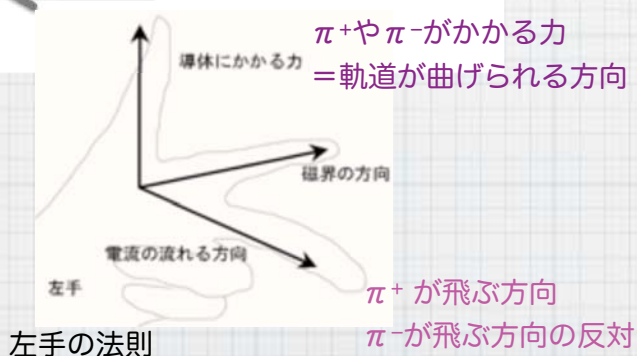 π⁺やπ⁻がかかる力
＝軌道が曲げられる方向
導体にかかる力
磁界の方向
電流の流れる方向
左手
π⁺ が飛ぶ方向
π⁻が飛ぶ方向の反対
左手の法則